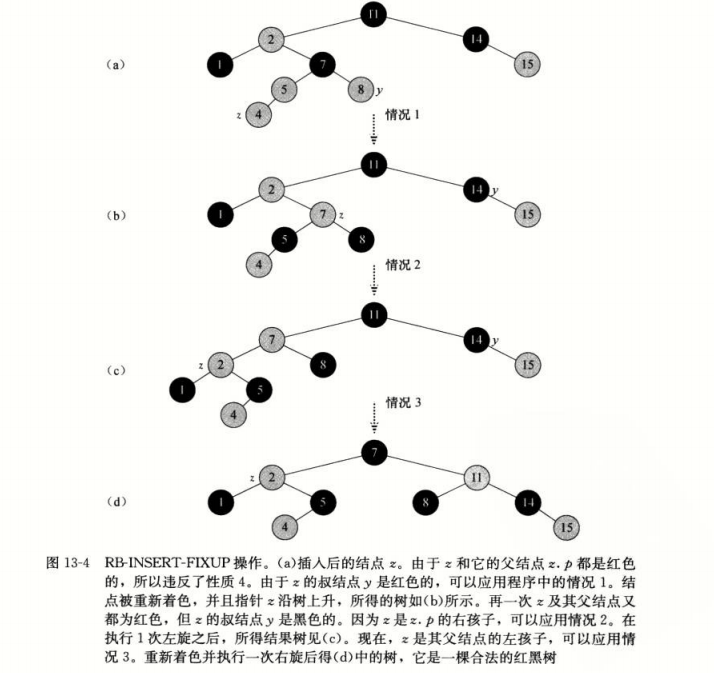 11
2
14
(a)
1
7
15
5
8
y
z
4
情况 1
11
2
14
y
(b)
1
7
z
15
5
8
4
情况 2
11
7
14
y
(c)
z
2
8
15
1
5
4
情况 3
7
z
2
11
(d)
1
5
8
14
4
15
图 13-4 RB-INSERT-FIXUP 操作。(a)插入后的结点 z。由于 z 和它的父结点 z. p 都是红色
的，所以违反了性质 4。由于 z 的叔结点 y 是红色的，可以应用程序中的情况 1。结
点被重新着色，并且指针 z 沿树上升，所得的树如(b)所示。再一次 z 及其父结点又
都为红色，但 z 的叔结点 y 是黑色的。因为 z 是 z. p 的右孩子，可以应用情况 2。在
执行 1 次左旋之后，所得结果树见(c)。现在，z 是其父结点的左孩子，可以应用情
况 3。重新着色并执行一次右旋后得(d)中的树，它是一棵合法的红黑树